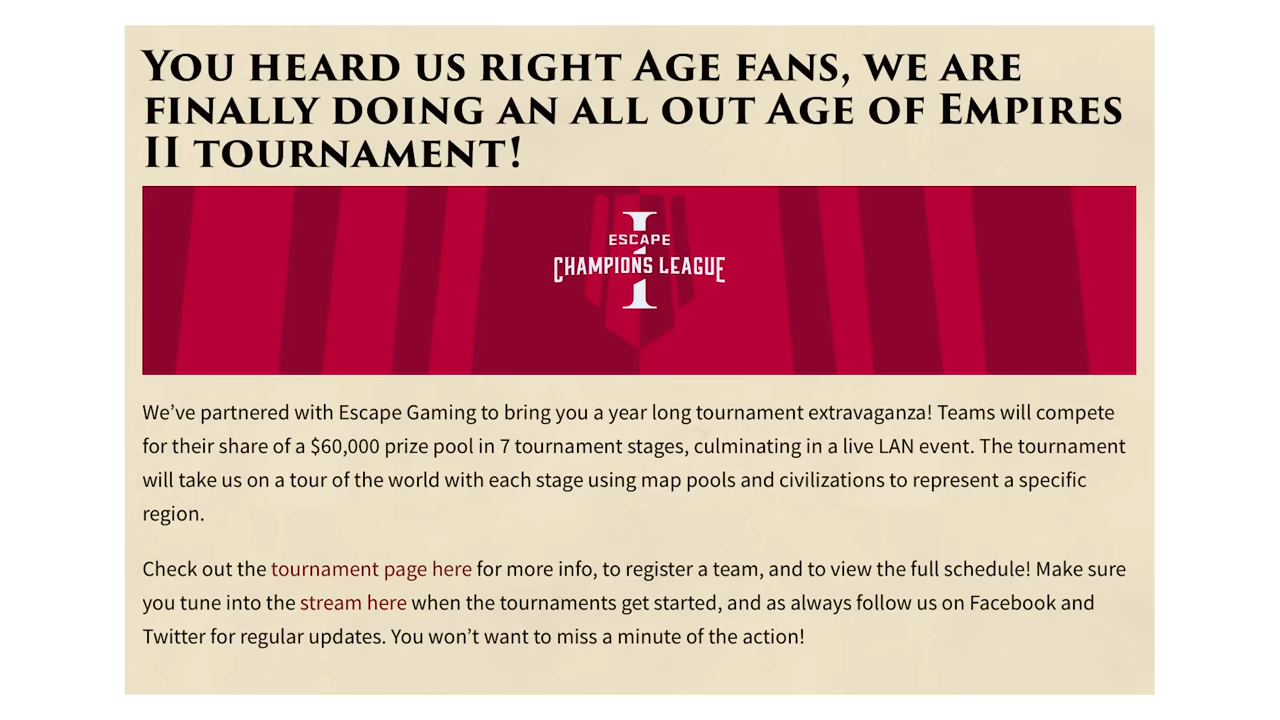 You heard us right Age fans, we are
finally doing an all out Age of Empires
II tournament!
I
ESCAPE
CHAMPIONS LEAGUE
We’ve partnered with Escape Gaming to bring you a year long tournament extravaganza! Teams will compete
for their share of a $60,000 prize pool in 7 tournament stages, culminating in a live LAN event. The tournament
will take us on a tour of the world with each stage using map pools and civilizations to represent a specific
region.
Check out the tournament page here for more info, to register a team, and to view the full schedule! Make sure
you tune into the stream here when the tournaments get started, and as always follow us on Facebook and
Twitter for regular updates. You won’t want to miss a minute of the action!